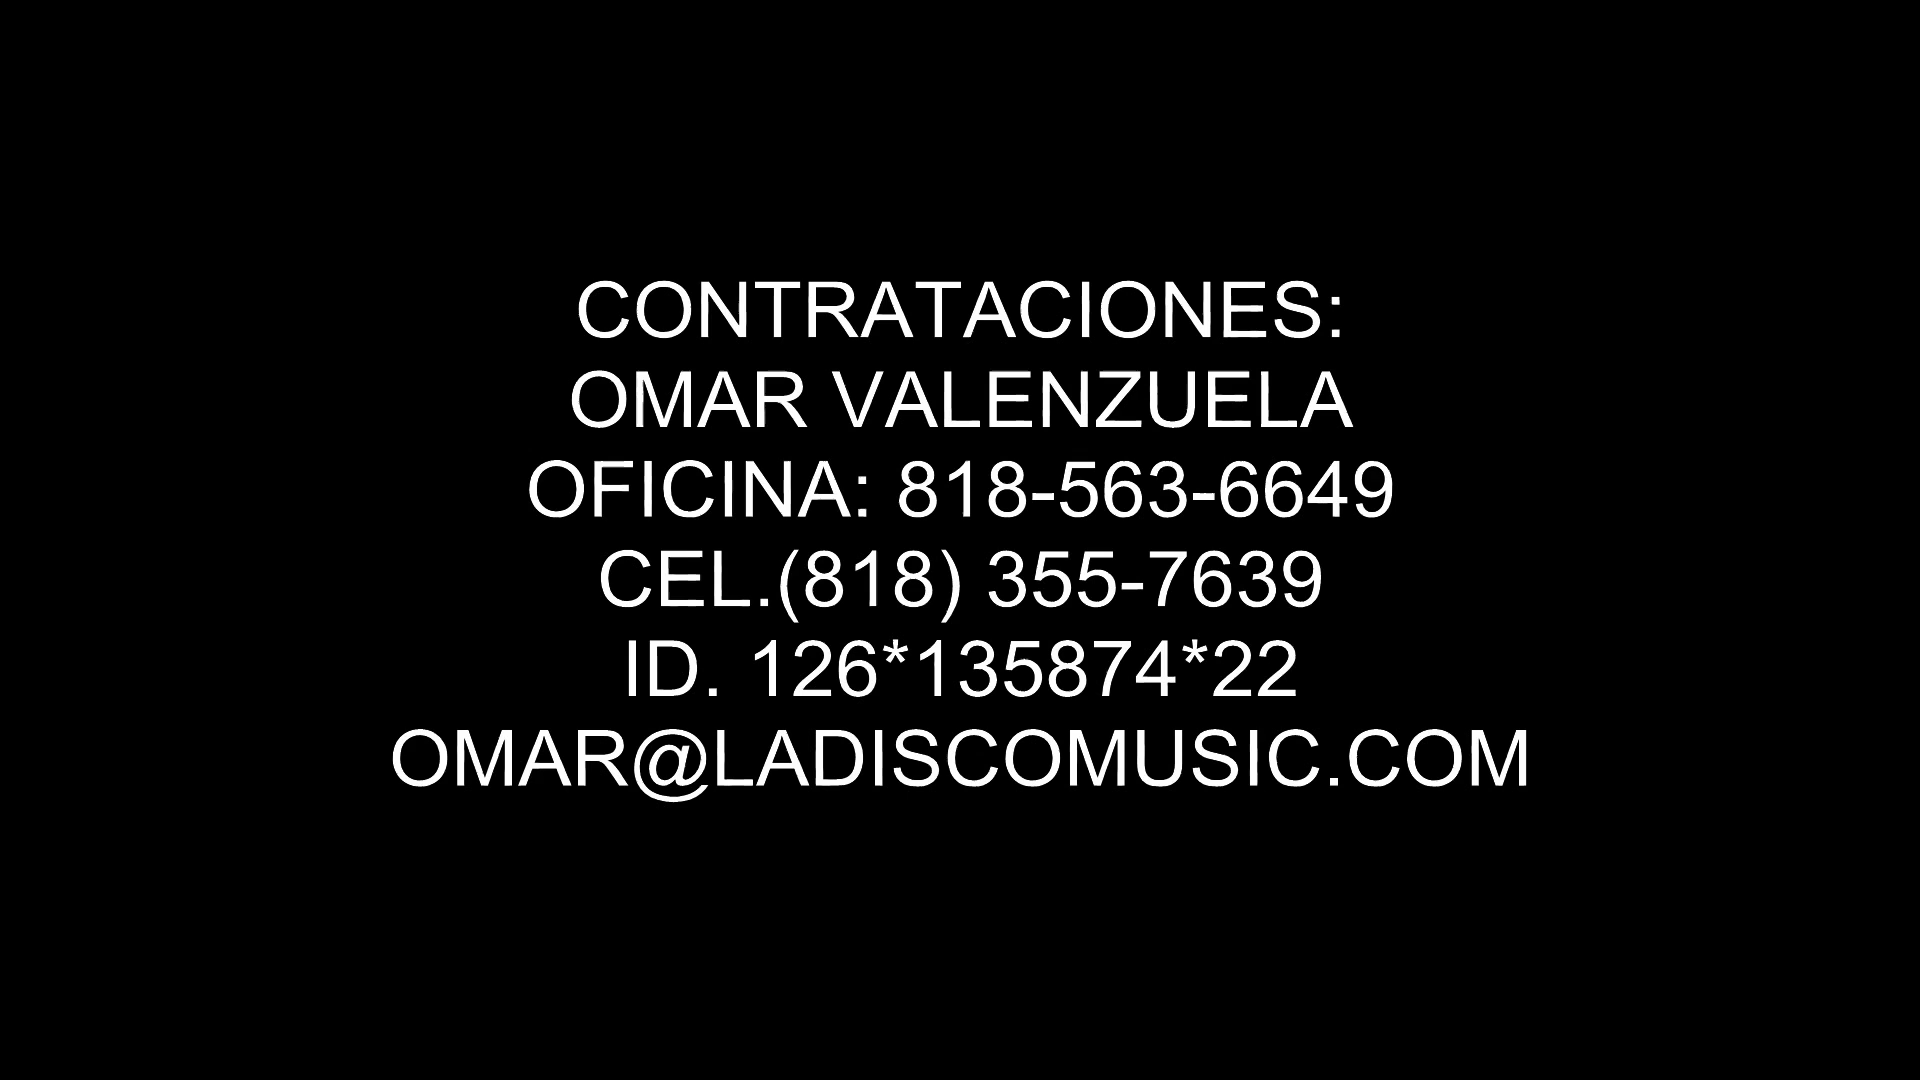 CONTRATACIONES:
OMAR VALENZUELA
OFICINA: 818-563-6649
CEL.(818) 355-7639
ID. 126*135874*22
OMAR@LADISCOMUSIC.COM